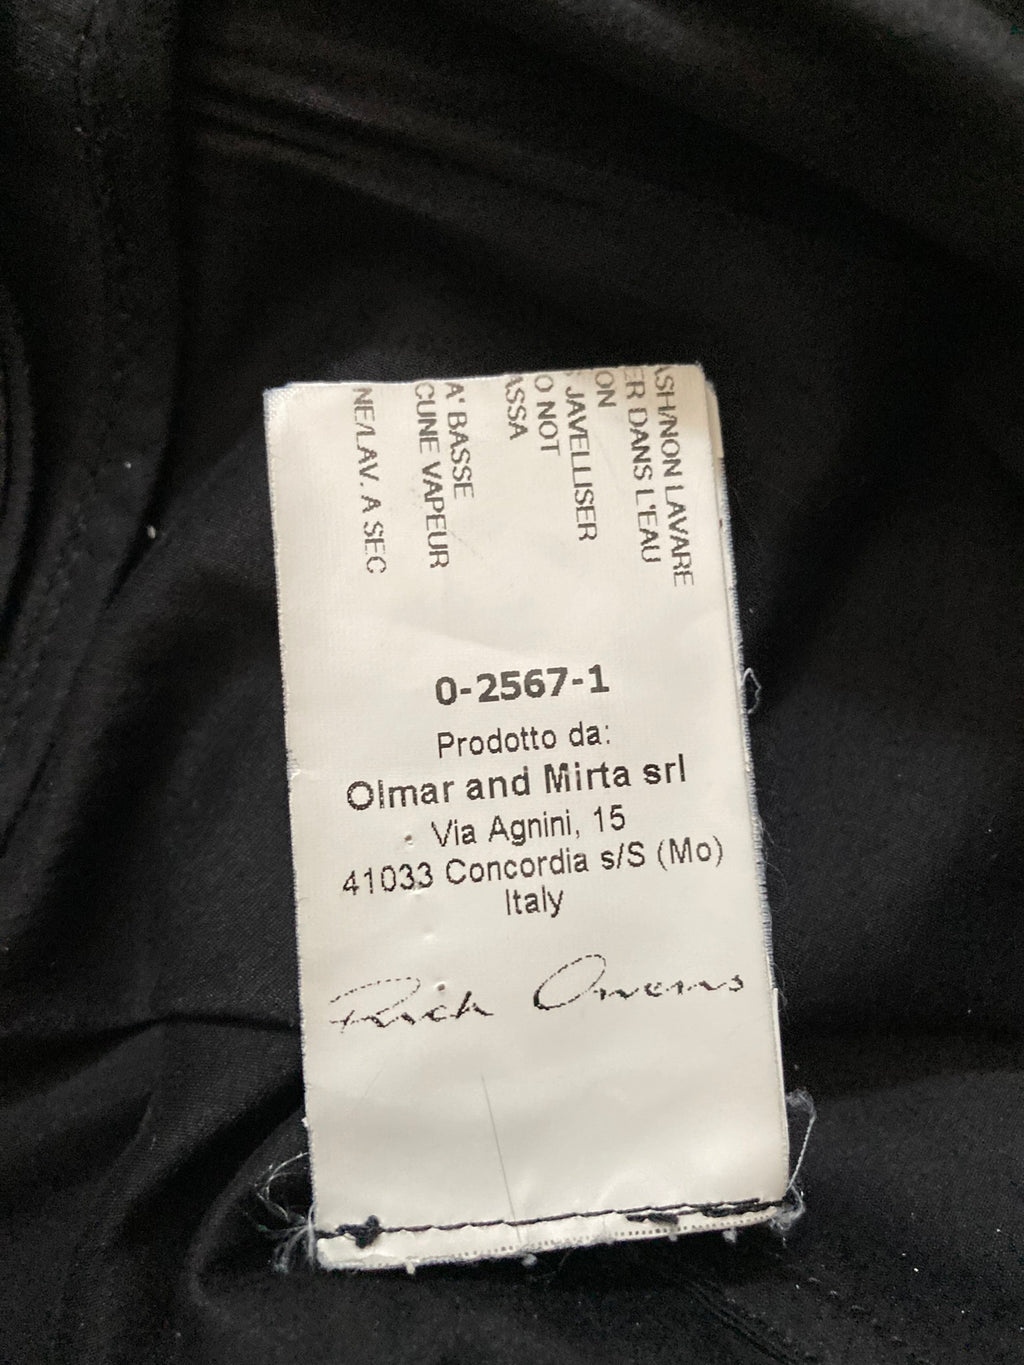 ASH/NON LAVARE
ER DANS L'EAU
ON
JAVELLISER
O NOT
ASSA
A' BASSE
CUNE VAPEUR
NE/LAV. A SEC
0-2567-1
Prodotto da:
Olmar and Mirta srl
Via Agnini, 15
41033 Concordia s/S (Mo)
Italy
Rick Owens